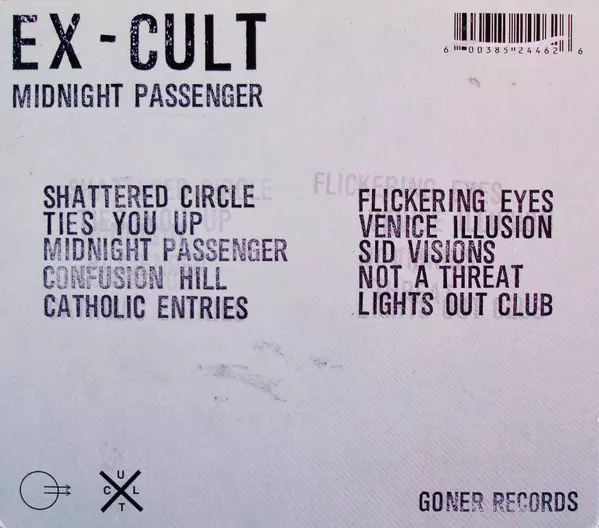 EX-CULT
MIDNIGHT PASSENGER
6 00385 24462 6
SHATTERED CIRCLE
TIES YOU UP
MIDNIGHT PASSENGER
CONFUSION HILL
CATHOLIC ENTRIES
FLICKERING EYES
VENICE ILLUSION
SID VISIONS
NOT A THREAT
LIGHTS OUT CLUB
CULT
GONER RECORDS